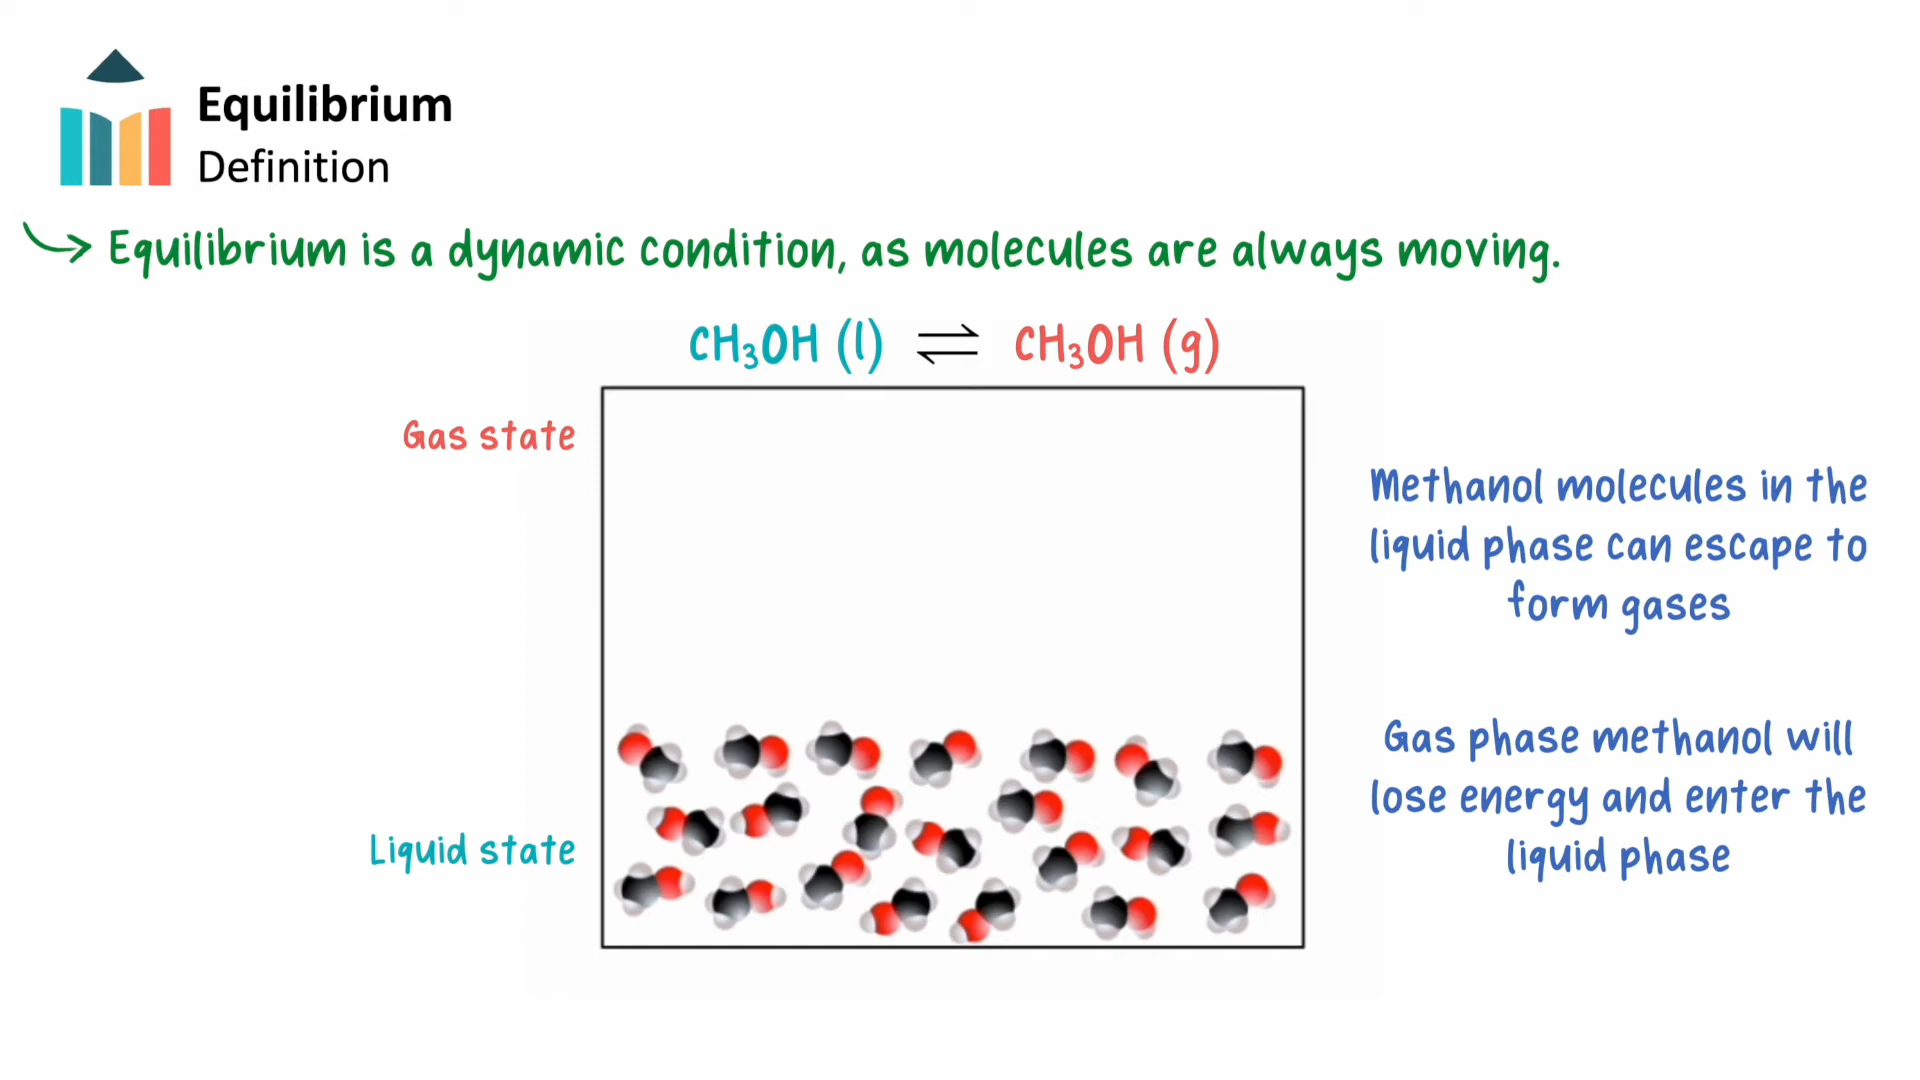 Equilibrium
Definition
Equilibrium is a dynamic condition, as molecules are always moving.
CH₃OH (l) ⇌ CH₃OH (g)
Gas state
Methanol molecules in the
liquid phase can escape to
form gases
Gas phase methanol will
lose energy and enter the
liquid phase
Liquid state